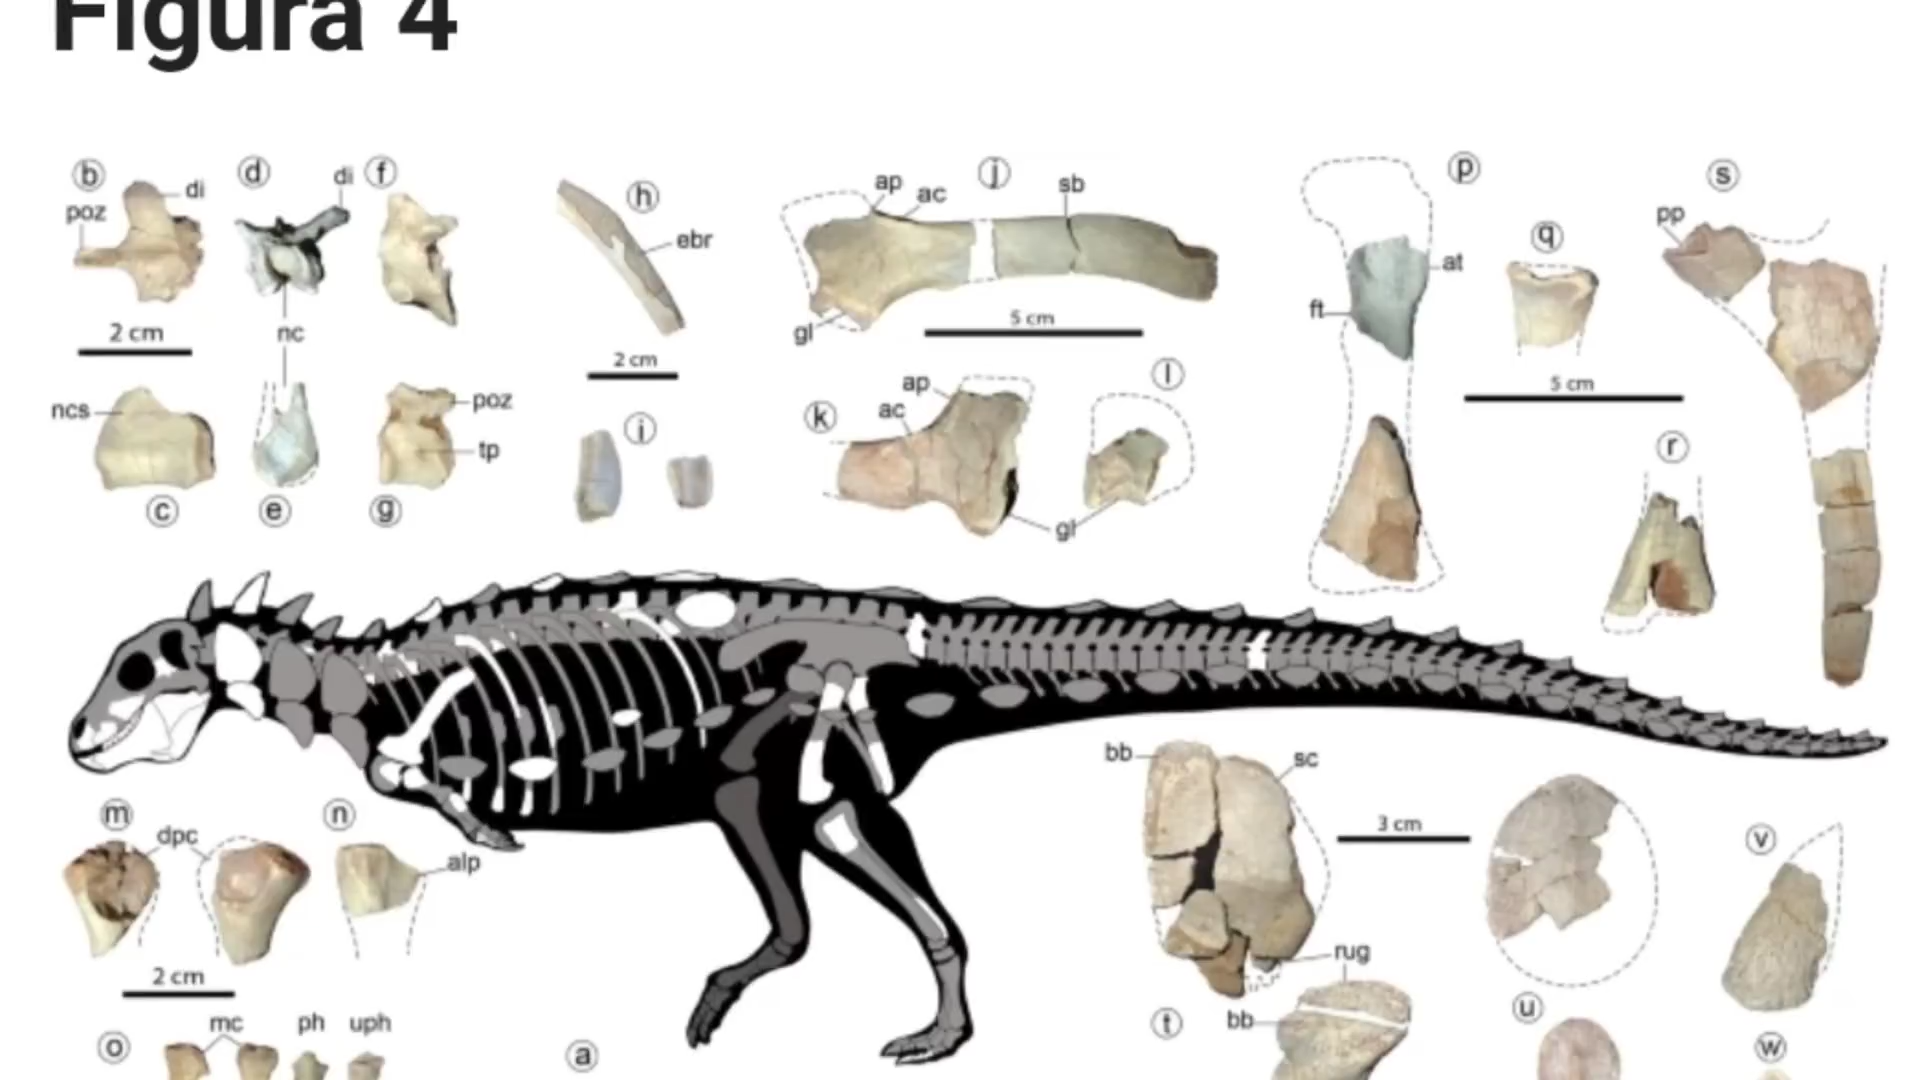 Figura 4
b
di
d
di
f
poz
nc
2 cm
ncs
poz
tp
c
e
g
h
ebr
2 cm
i
ap
ac
j
sb
gl
5 cm
l
k
ap
ac
gl
p
at
ft
q
5 cm
r
s
pp
m
dpc
n
alp
2 cm
mc
ph
uph
o
a
bb
sc
3 cm
rug
t
bb
u
v
w